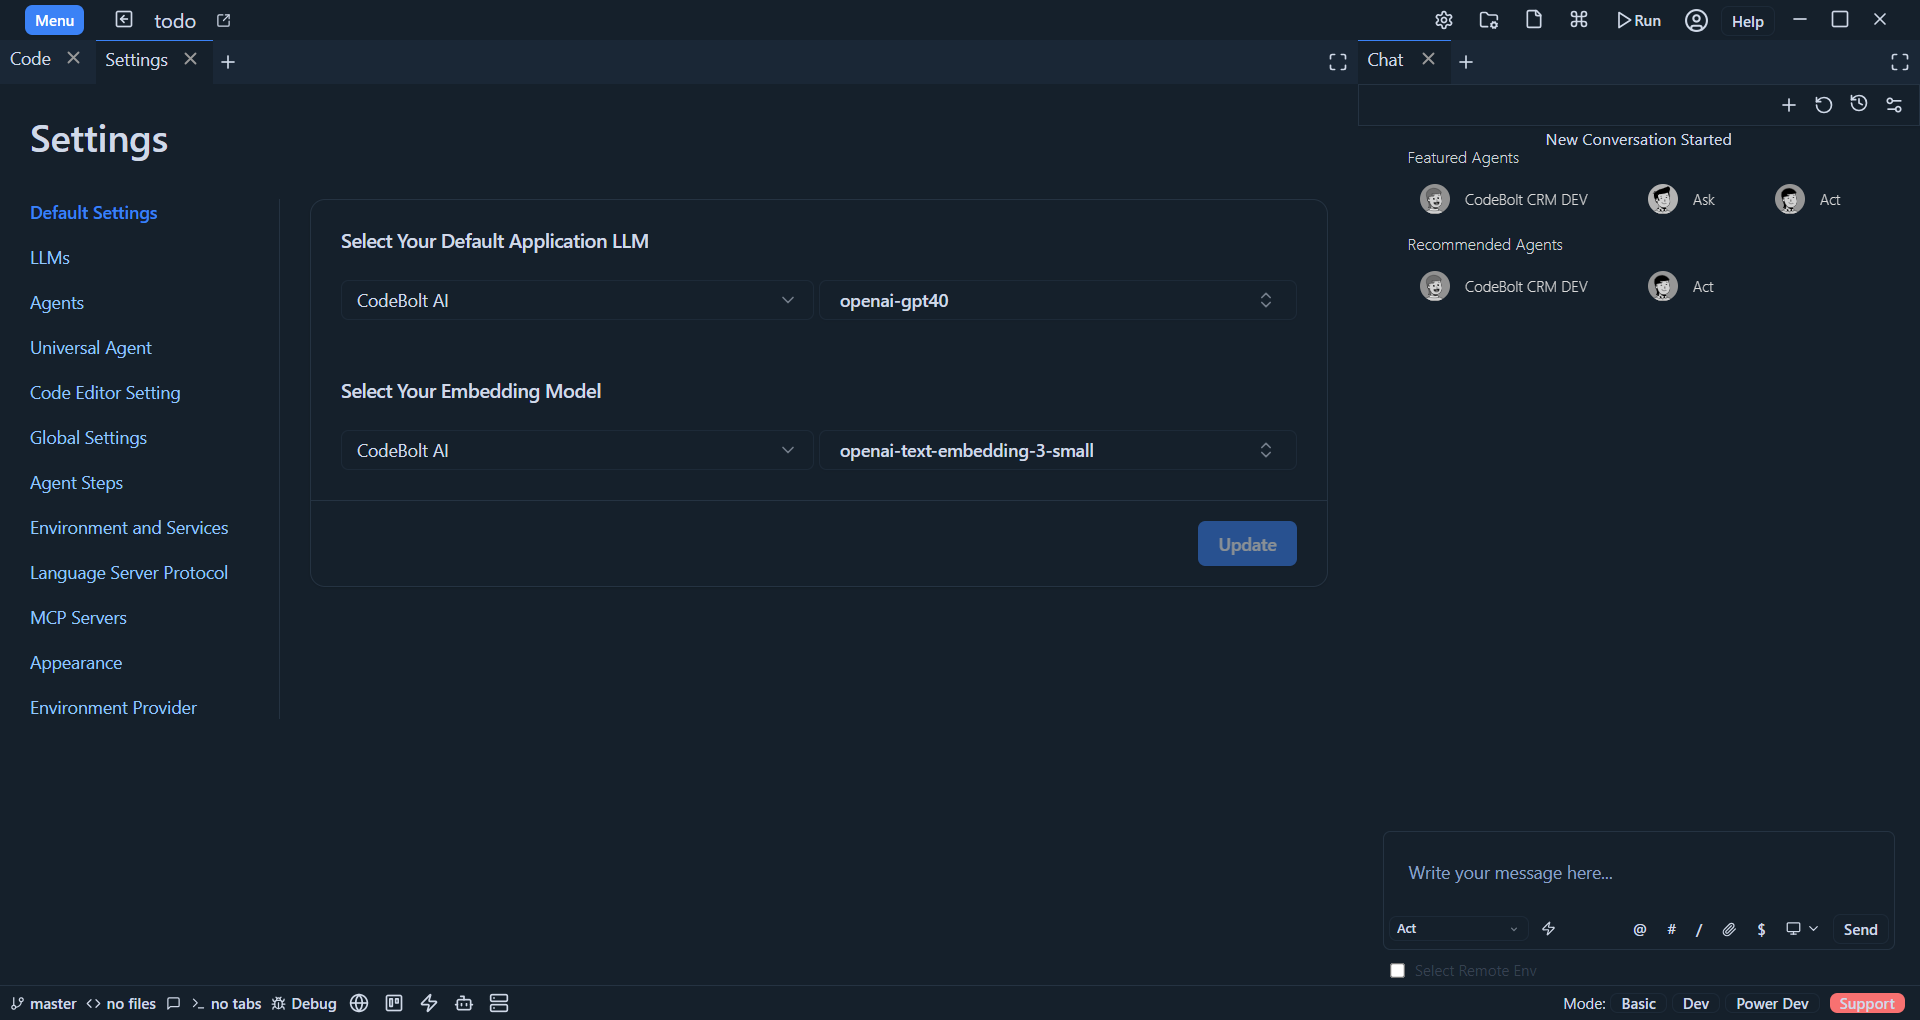 Menu todo Run Help
Code Settings Chat
New Conversation Started
Settings
Featured Agents
CodeBolt CRM DEV Ask Act
Recommended Agents
CodeBolt CRM DEV Act
Default Settings
LLMs
Agents
Universal Agent
Code Editor Setting
Global Settings
Agent Steps
Environment and Services
Language Server Protocol
MCP Servers
Appearance
Environment Provider
Select Your Default Application LLM
CodeBolt AI openai-gpt40
Select Your Embedding Model
CodeBolt AI openai-text-embedding-3-small
Update
Write your message here...
Act @ # / $ Send
Select Remote Env
master no files no tabs Debug Mode: Basic Dev Power Dev Support